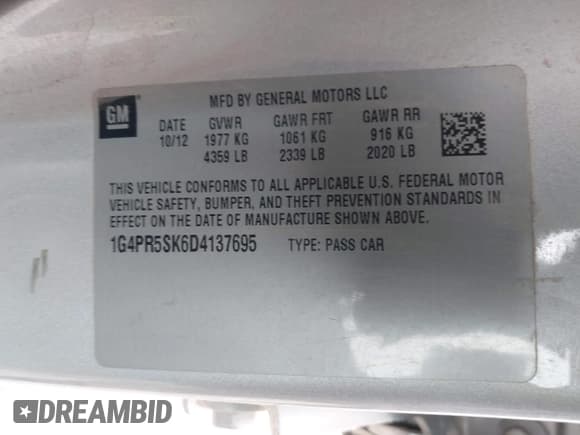 GM
MFD BY GENERAL MOTORS LLC
DATE GVWR GAWR FRT GAWR RR
10/12 1977 KG 1061 KG 916 KG
4359 LB 2339 LB 2020 LB
THIS VEHICLE CONFORMS TO ALL APPLICABLE U.S. FEDERAL MOTOR
VEHICLE SAFETY, BUMPER, AND THEFT PREVENTION STANDARDS IN
EFFECT ON THE DATE OF MANUFACTURE SHOWN ABOVE.
1G4PR5SK6D4137695 TYPE: PASS CAR
DREAMBID